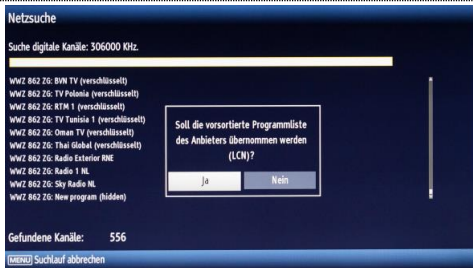 Netzsuche
Suche digitale Kanäle: 306000 KHz.
WWZ 862 ZG: BVN TV (verschlüsselt)
WWZ 862 ZG: TV Polonia (verschlüsselt)
WWZ 862 ZG: RTM 1 (verschlüsselt)
WWZ 862 ZG: TV Tunisia 1 (verschlüsselt)
WWZ 862 ZG: Oman TV (verschlüsselt)
WWZ 862 ZG: Thai Global (verschlüsselt)
WWZ 862 ZG: Radio Exterior RNE
WWZ 862 ZG: Radio 1 NL
WWZ 862 ZG: Sky Radio NL
WWZ 862 ZG: New program (hidden)
Soll die vorsortierte Programmliste
des Anbieters übernommen werden
(LCN)?
Ja Nein
Gefundene Kanäle: 556
MENU Suchlauf abbrechen